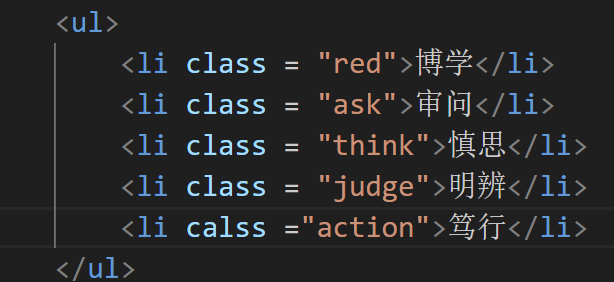 <ul>
<li class = "red">博学</li>
<li class = "ask">审问</li>
<li class = "think">慎思</li>
<li class = "judge">明辨</li>
<li calss ="action">笃行</li>
</ul>